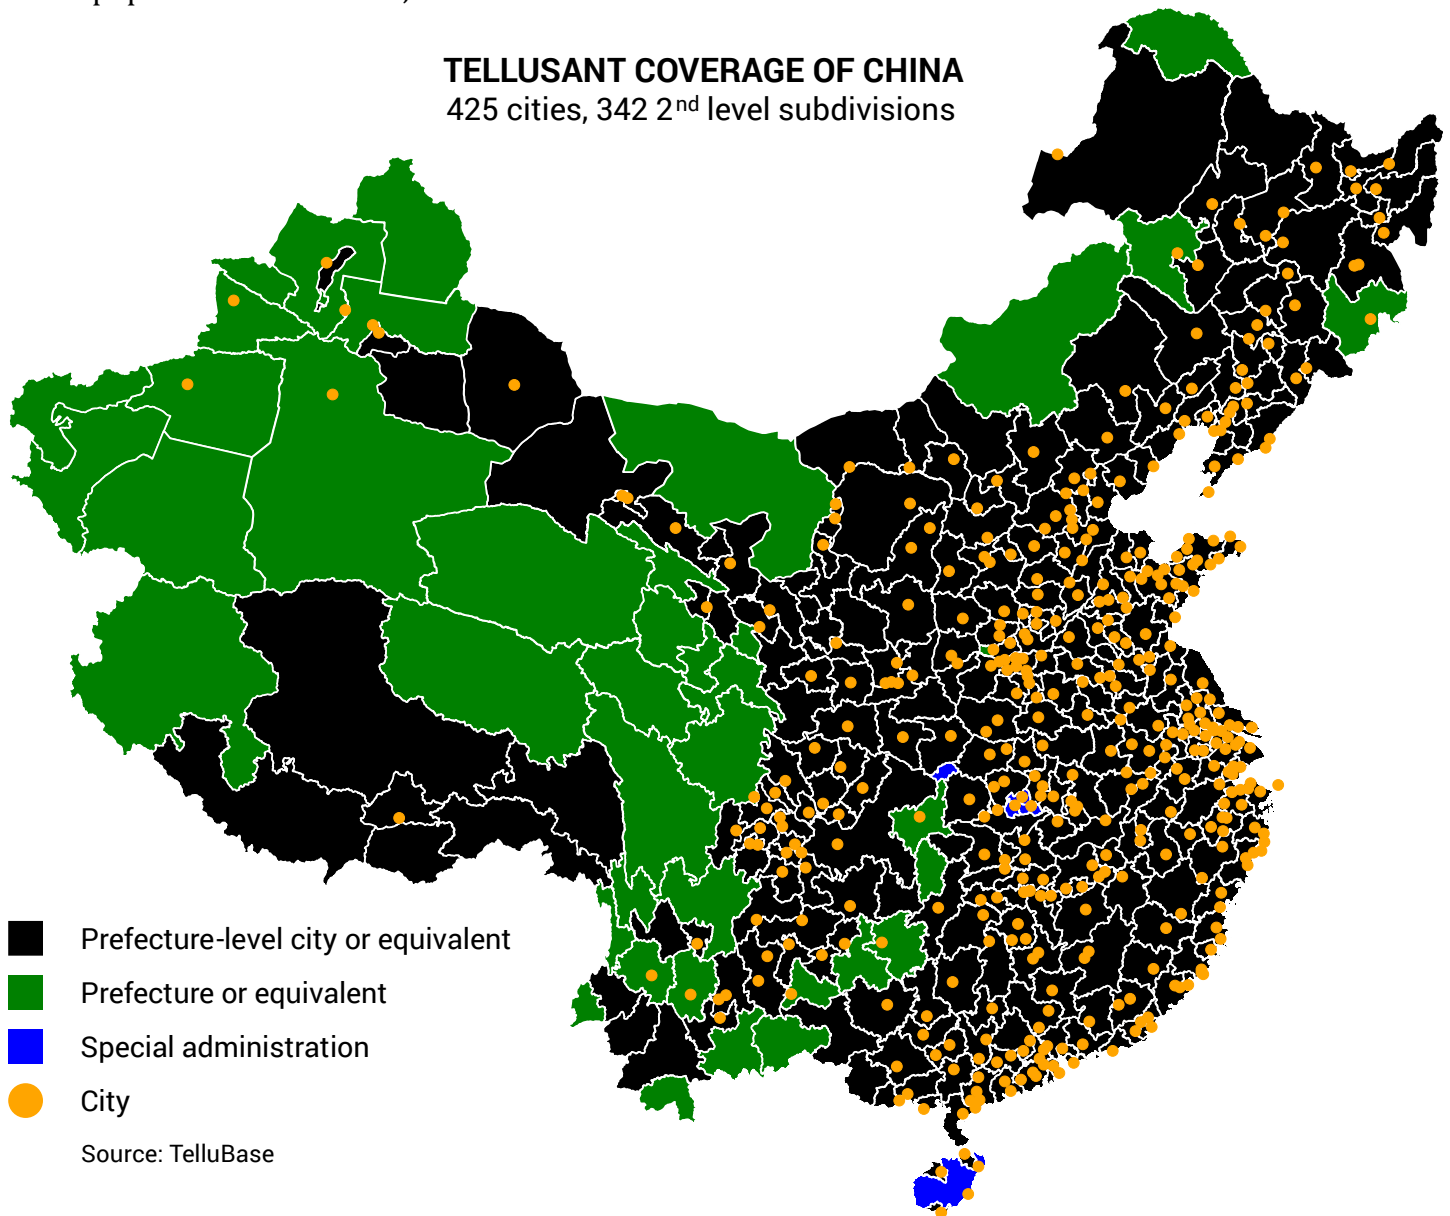 TELLUSANT COVERAGE OF CHINA
425 cities, 342 2nd level subdivisions
Prefecture-level city or equivalent
Prefecture or equivalent
Special administration
City
Source: TelluBase